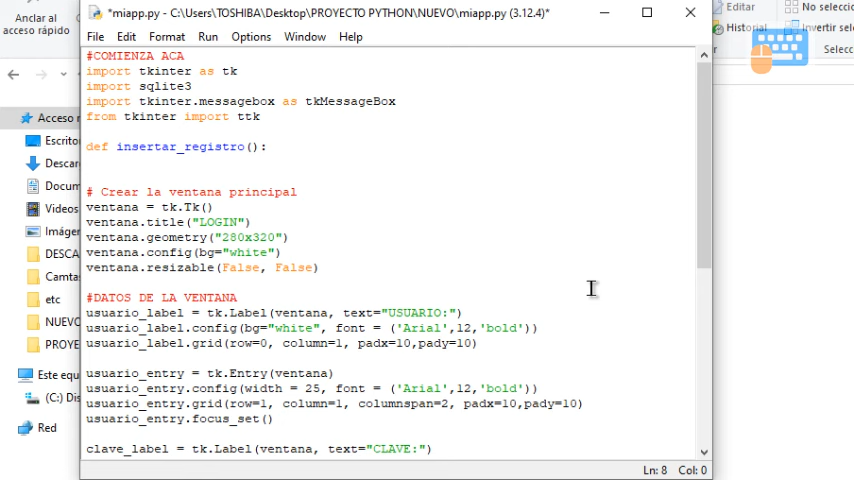 Anclar al
acceso rápido
*miapp.py - C:\Users\TOSHIBA\Desktop\PROYECTO PYTHON\NUEVO\miapp.py (3.12.4)*
Editar
Historial
No selecci
Invertir selec
Selecc
File Edit Format Run Options Window Help
Acceso r
Escrito
Descar
Docum
Videos
Imáge
DESCA
Camta
etc
NUEVO
PROYE
Este equ
(C:) Dis
Red
#COMIENZA ACA
import tkinter as tk
import sqlite3
import tkinter.messagebox as tkMessageBox
from tkinter import ttk
def insertar_registro():
# Crear la ventana principal
ventana = tk.Tk()
ventana.title("LOGIN")
ventana.geometry("280x320")
ventana.config(bg="white")
ventana.resizable(False, False)
#DATOS DE LA VENTANA
usuario_label = tk.Label(ventana, text="USUARIO:")
usuario_label.config(bg="white", font = ('Arial',12,'bold'))
usuario_label.grid(row=0, column=1, padx=10,pady=10)
usuario_entry = tk.Entry(ventana)
usuario_entry.config(width = 25, font = ('Arial',12,'bold'))
usuario_entry.grid(row=1, column=1, columnspan=2, padx=10,pady=10)
usuario_entry.focus_set()
clave_label = tk.Label(ventana, text="CLAVE:")
Ln: 8 Col: 0